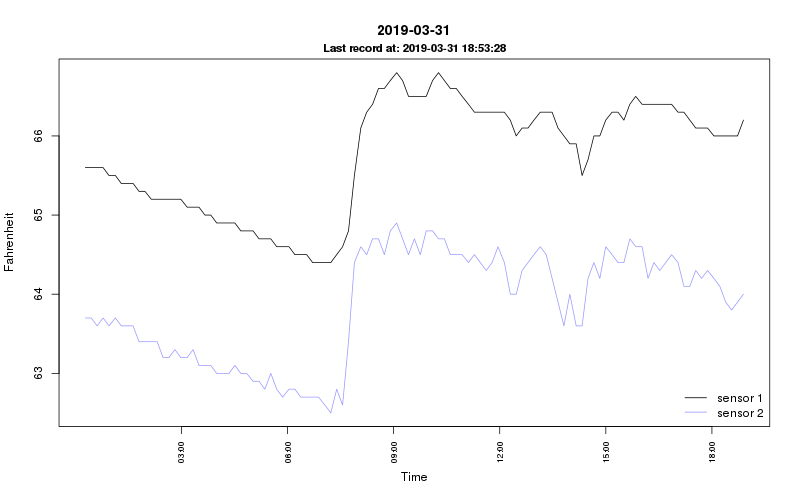 2019-03-31
Last record at: 2019-03-31 18:53:28
Fahrenheit
66
65
64
63
sensor 1
sensor 2
03:00
06:00
09:00
12:00
15:00
18:00
Time